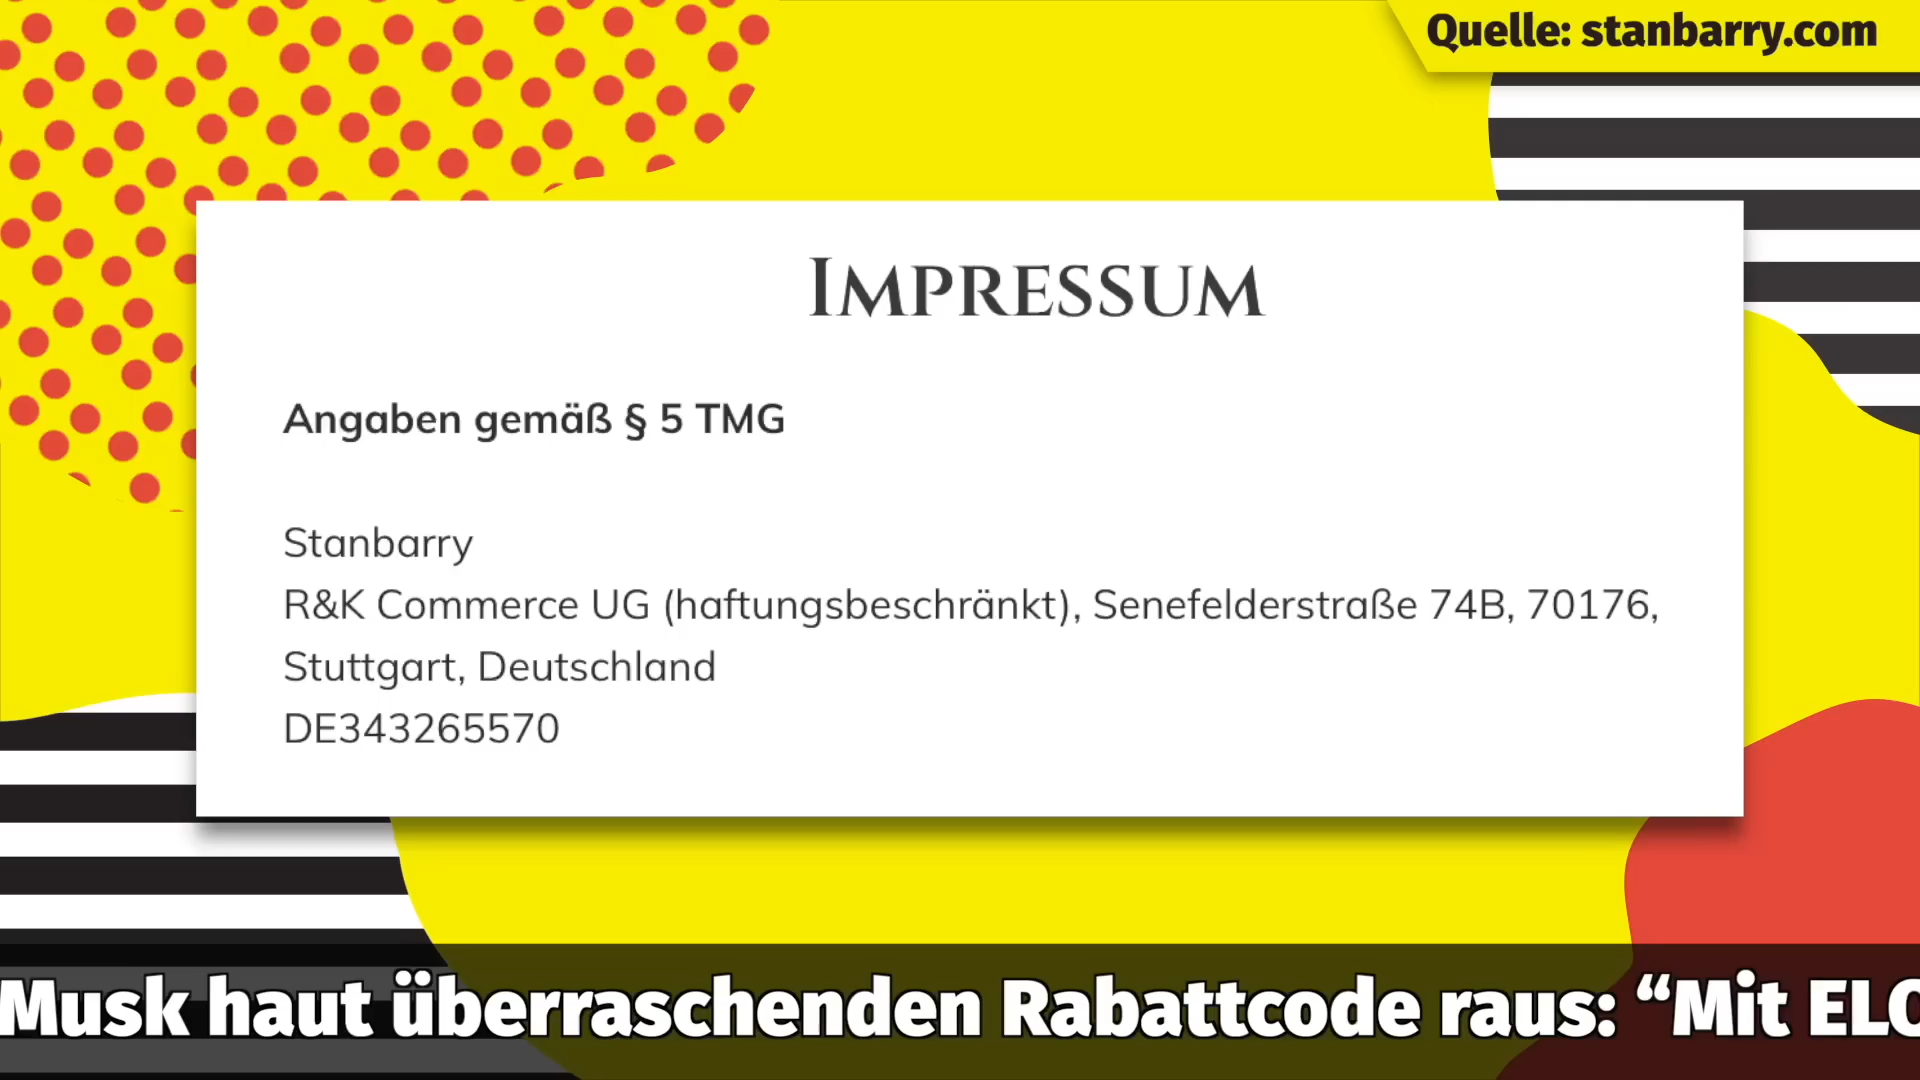 Quelle: stanbarry.com
Impressum
Angaben gemäß § 5 TMG
Stanbarry
R&K Commerce UG (haftungsbeschränkt), Senefelderstraße 74B, 70176,
Stuttgart, Deutschland
DE343265570
Musk haut überraschenden Rabattcode raus: “Mit ELO